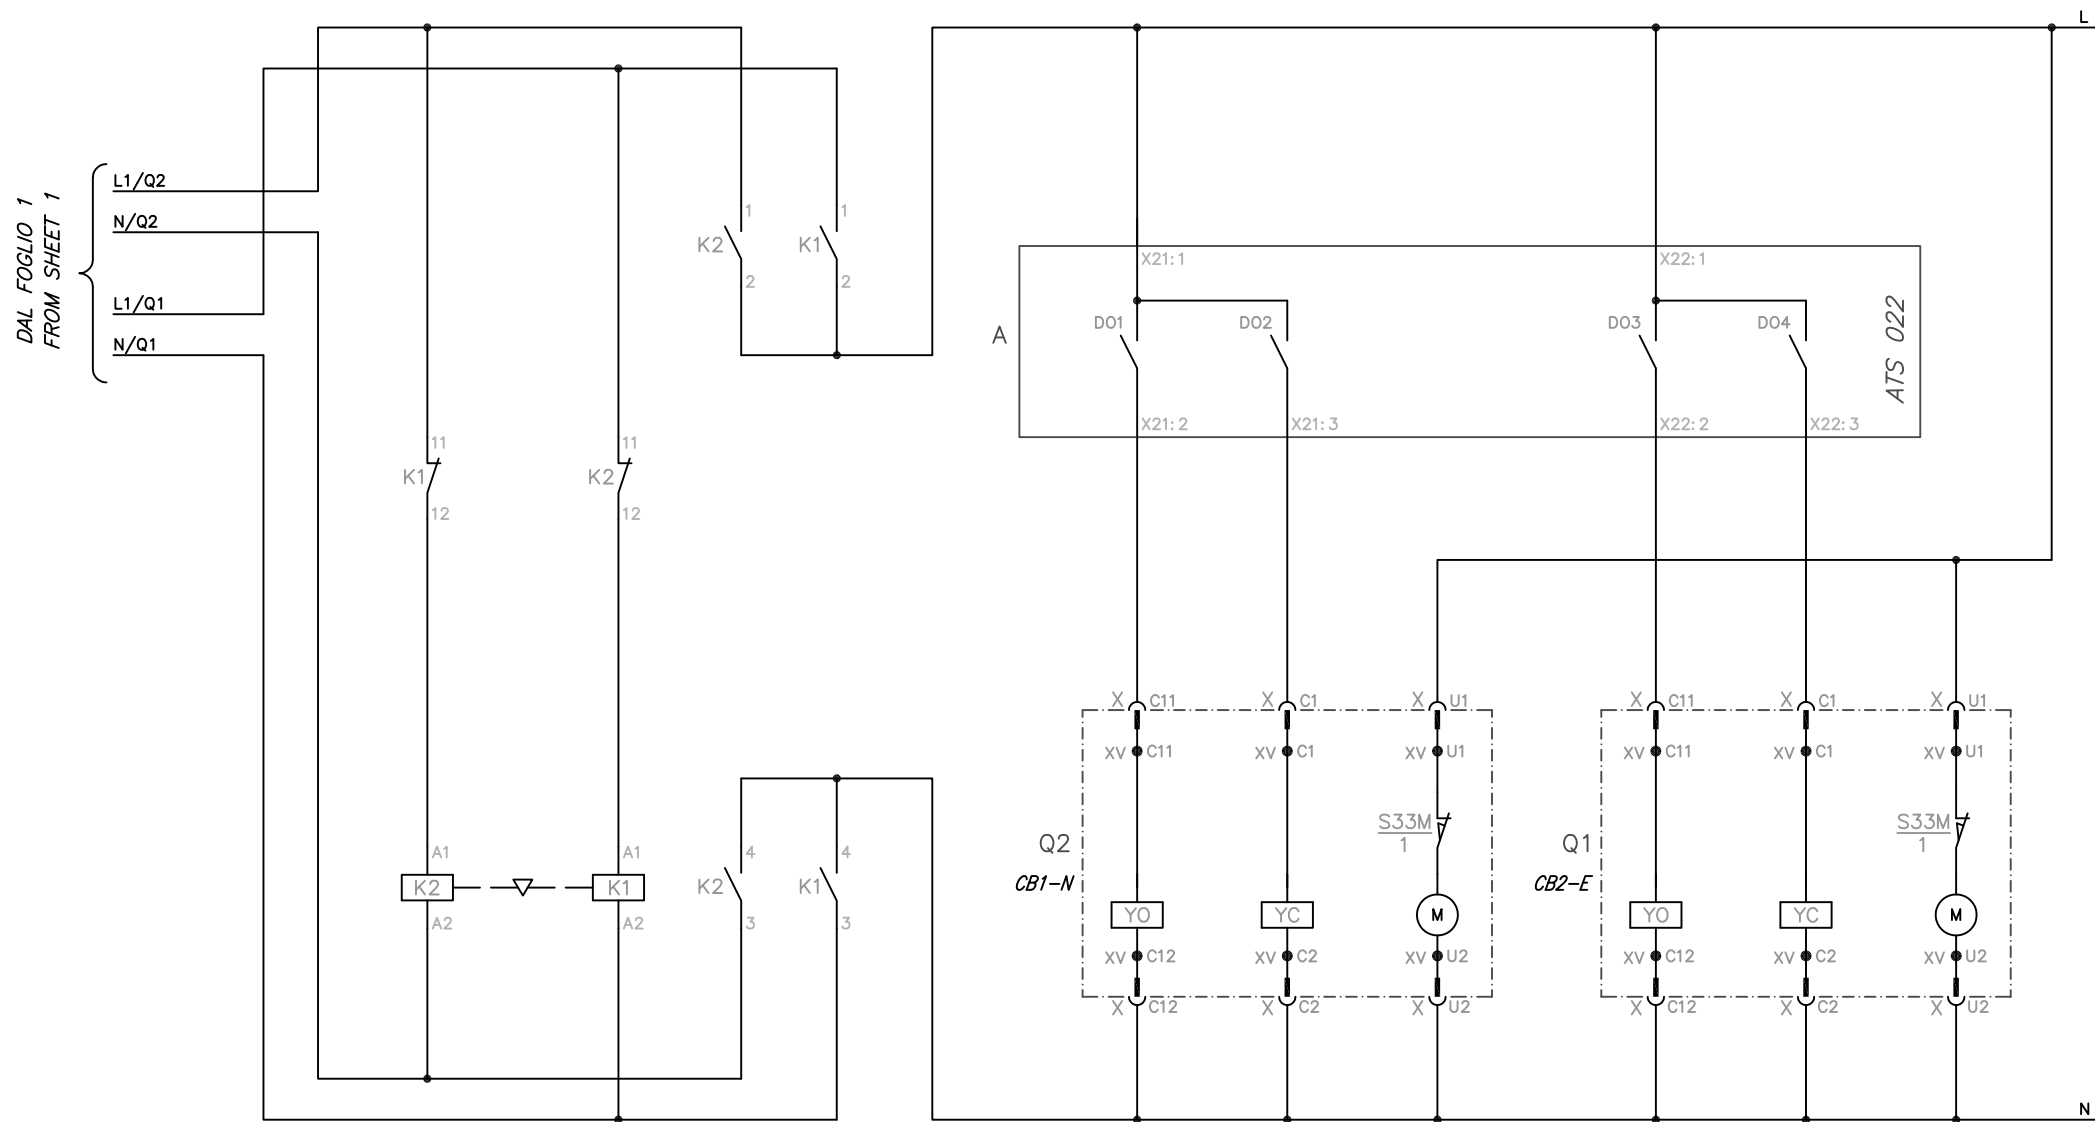 L
L1/Q2
N/Q2
L1/Q1
N/Q1
DAL FOGLIO 1
FROM SHEET 1
1
K2
2
1
K1
2
X21:1
X22:1
A
DO1
DO2
DO3
DO4
ATS 022
X21:2
X21:3
X22:2
X22:3
11
K1
12
11
K2
12
X C11
X C1
X U1
X C11
X C1
X U1
XV C11
XV C1
XV U1
XV C11
XV C1
XV U1
S33M
1
S33M
1
Q2
CB1-N
Q1
CB2-E
A1
K2
A2
A1
K1
A2
4
K2
3
4
K1
3
YO
YC
M
YO
YC
M
XV C12
XV C2
XV U2
XV C12
XV C2
XV U2
X C12
X C2
X U2
X C12
X C2
X U2
N